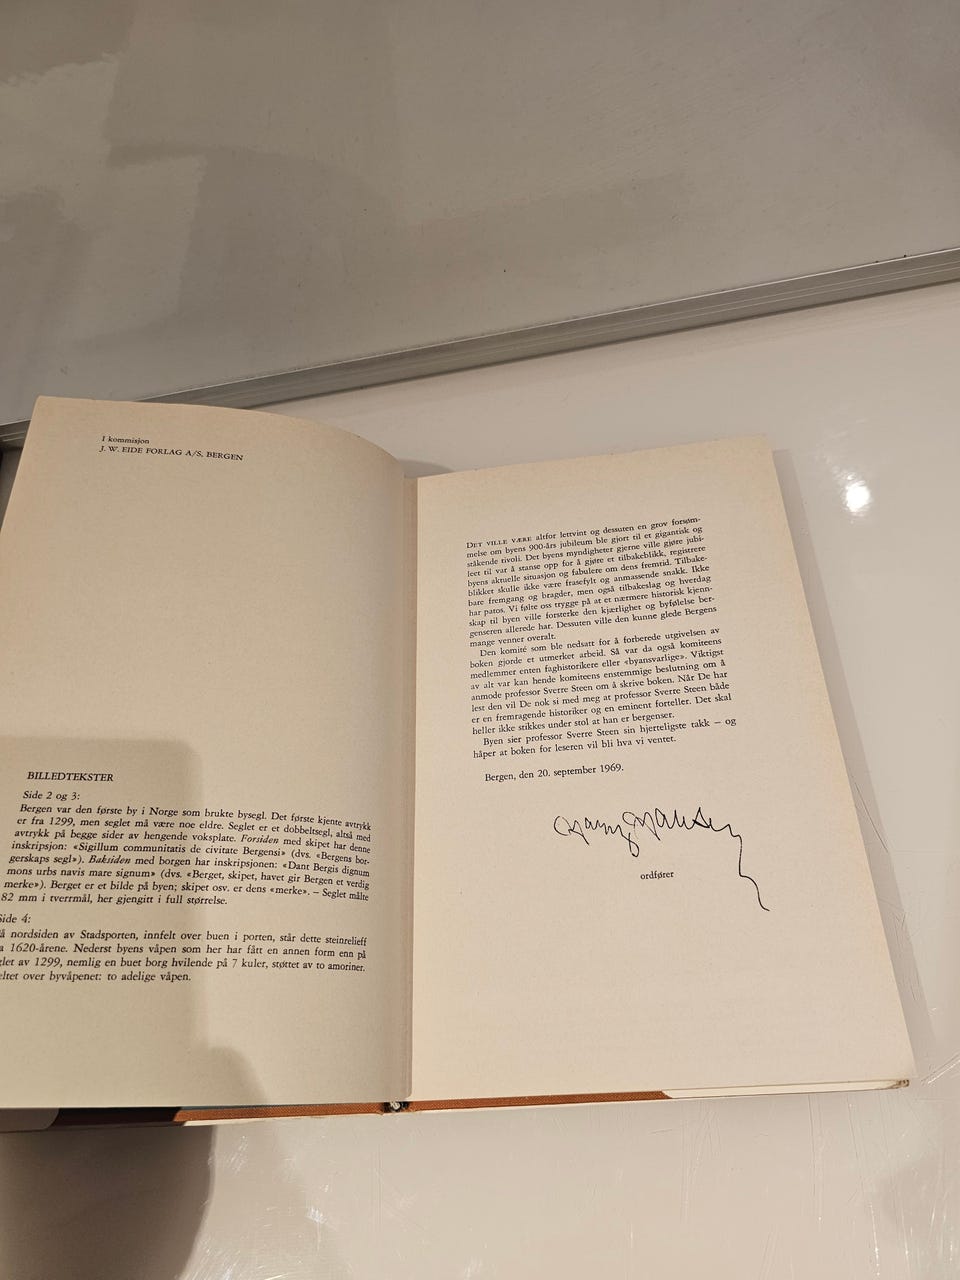 I kommisjon
J. W. EIDE FORLAG A/S, BERGEN
BILLEDTEKSTER
Side 2 og 3:
Bergen var den første by i Norge som brukte bysegl. Det første kjente avtrykk
er fra 1299, men seglet må være noe eldre. Seglet er et dobbeltsegl, altså med
avtrykk på begge sider av hengende voksplate. Forsiden med skipet har denne
inskripsjon: «Sigillum communitatis de civitate Bergensi» (dvs. «Bergens bor-
gerskaps segl»). Baksiden med borgen har inskripsjonen: «Dant Bergis dignum
mons urbs navis mare signum» (dvs. «Berget, skipet, havet gir Bergen et verdig
merke»). Berget er et bilde på byen; skipet osv. er dens «merke». – Seglet målte
82 mm i tverrmål, her gjengitt i full størrelse.
Side 4:
å nordsiden av Stadsporten, innfelt over buen i porten, står dette steinrelieff
a 1620-årene. Nederst byens våpen som her har fått en annen form enn på
glet av 1299, nemlig en buet borg hvilende på 7 kuler, støttet av to amoriner.
eltet over byvåpenet: to adelige våpen.
DET VILLE VÆRE altfor lettvint og dessuten en grov forsøm-
melse om byens 900-års jubileum ble gjort til et gigantisk og
ståkende tivoli. Det byens myndigheter gjerne ville gjøre jubi-
leet til var å stanse opp for å gjøre et tilbakeblikk, registrere
byens aktuelle situasjon og fabulere om dens fremtid. Tilbake-
blikket skulle ikke være frasefylt og anmassende snakk. Ikke
bare fremgang og bragder, men også tilbakeslag og hverdag
har patos. Vi følte oss trygge på at et nærmere historisk kjenn-
skap til byen ville forsterke den kjærlighet og byfølelse ber-
genseren allerede har. Dessuten ville den kunne glede Bergens
mange venner overalt.
Den komité som ble nedsatt for å forberede utgivelsen av
boken gjorde et utmerket arbeid. Så var da også komiteens
medlemmer enten faghistorikere eller «byansvarlige». Viktigst
av alt var kan hende komiteens enstemmige beslutning om å
anmode professor Sverre Steen om å skrive boken. Når De har
lest den vil De nok si med meg at professor Sverre Steen både
er en fremragende historiker og en eminent forteller. Det skal
heller ikke stikkes under stol at han er bergenser.
Byen sier professor Sverre Steen sin hjerteligste takk – og
håper at boken for leseren vil bli hva vi ventet.
Bergen, den 20. september 1969.
ordfører